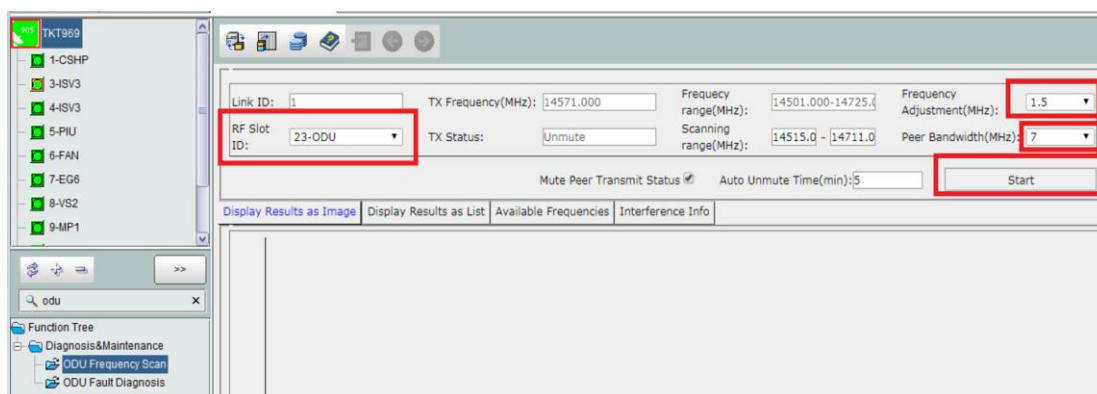 905 TKT969
1-CSHP
3-ISV3
4-ISV3
5-PIU
6-FAN
7-EG6
8-VS2
9-MP1
>>
odu x
Function Tree
Diagnosis&Maintenance
ODU Frequency Scan
ODU Fault Diagnosis
Link ID: 1 TX Frequency(MHz): 14571.000 Frequecy range(MHz): 14501.000-14725.0 Frequency Adjustment(MHz): 1.5
RF Slot ID: 23-ODU TX Status: Unmute Scanning range(MHz): 14515.0 - 14711.0 Peer Bandwidth(MHz): 7
Mute Peer Transmit Status Auto Unmute Time(min): 5 Start
Display Results as Image Display Results as List Available Frequencies Interference Info